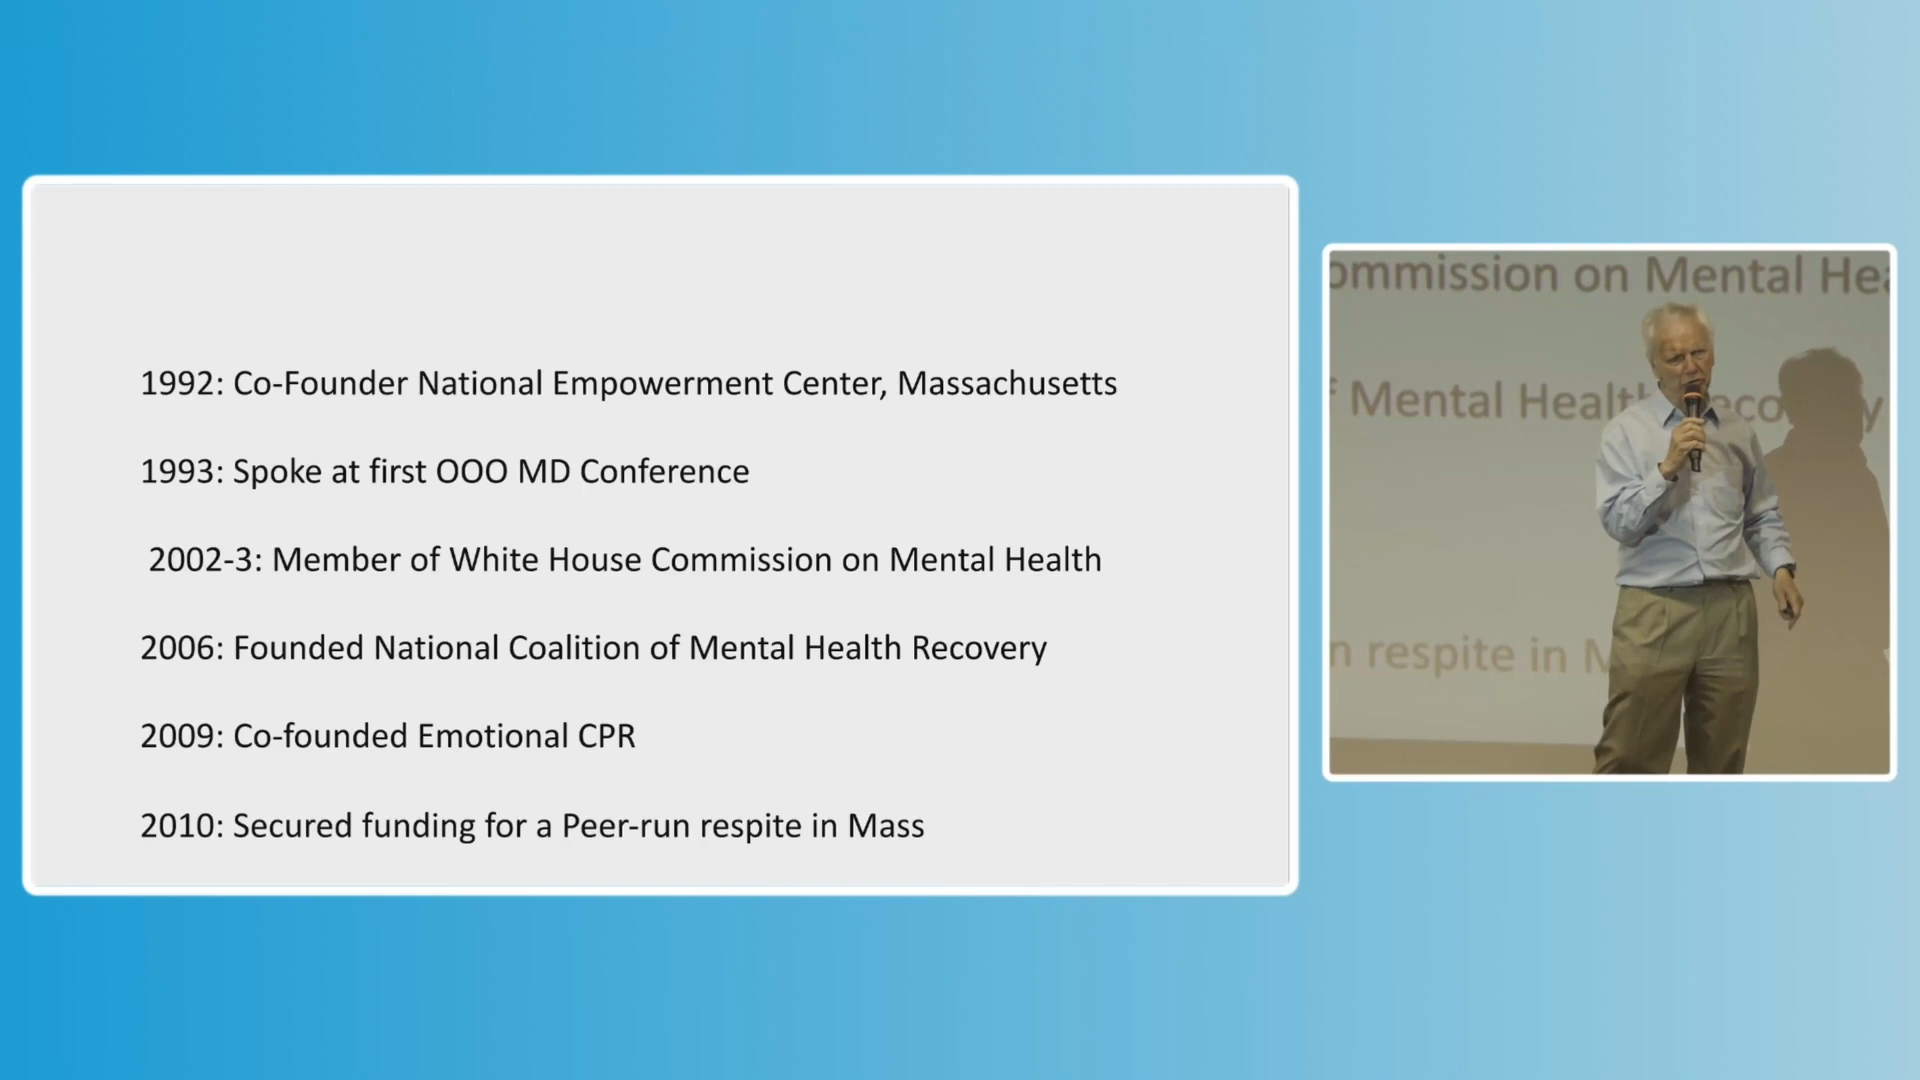 1992: Co-Founder National Empowerment Center, Massachusetts
1993: Spoke at first OOO MD Conference
2002-3: Member of White House Commission on Mental Health
2006: Founded National Coalition of Mental Health Recovery
2009: Co-founded Emotional CPR
2010: Secured funding for a Peer-run respite in Mass
ommission on Mental Hea
f Mental Health eco y
n respite in M